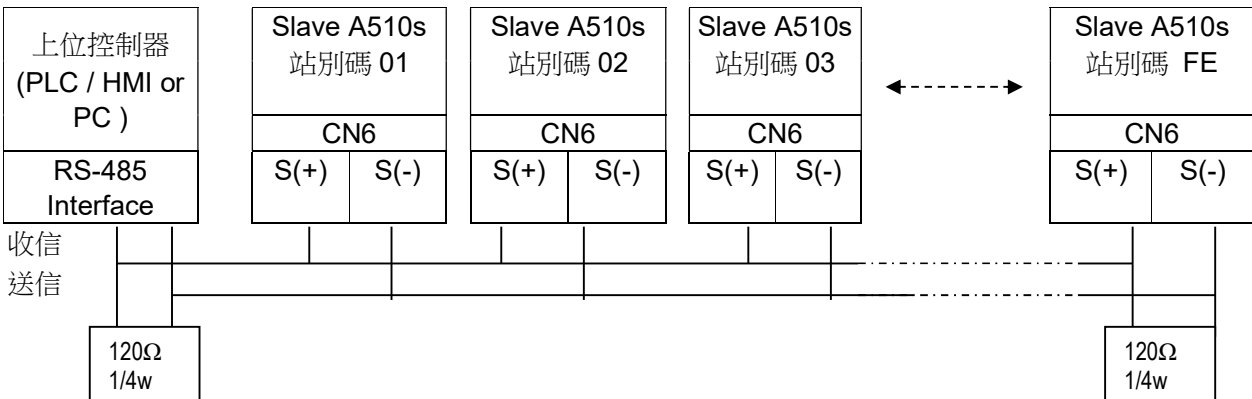 上位控制器
(PLC / HMI or
PC )
RS-485
Interface
Slave A510s
站別碼 01
CN6
S(+) S(-)
Slave A510s
站別碼 02
CN6
S(+) S(-)
Slave A510s
站別碼 03
CN6
S(+) S(-)
Slave A510s
站別碼 FE
CN6
S(+) S(-)
收信
送信
120Ω
1/4w
120Ω
1/4w